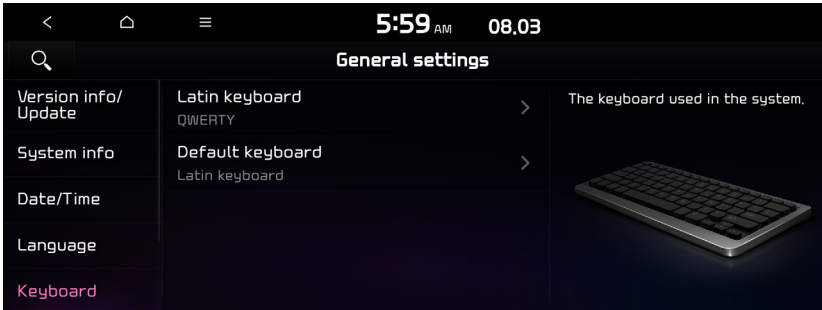 5:59 AM 08.03
General settings
Version info/
Update
System info
Date/Time
Language
Keyboard
Latin keyboard
QWERTY
Default keyboard
Latin keyboard
The keyboard used in the system.